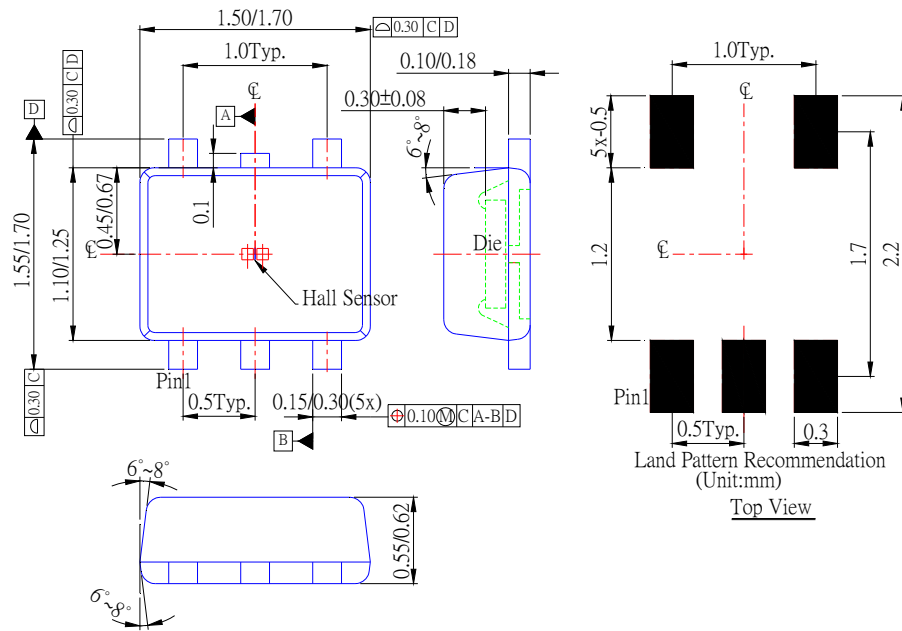 1.50/1.70
⌓ 0.30 C D
1.0Typ.
℄
0.10/0.18
0.30±0.08
1.0Typ.
℄
⌓ 0.30 C D
D
A
6°~8°
5x-0.5
0.45/0.67
0.1
1.55/1.70
1.10/1.25
℄
Die
Hall Sensor
℄
1.2
1.7
2.2
⌓ 0.30 C
Pin1
0.5Typ.
0.15/0.30(5x)
B
⌖ 0.10 Ⓜ C A-B D
Pin1
0.5Typ.
0.3
Land Pattern Recommendation
(Unit:mm)
Top View
6°~8°
0.55/0.62
6°~8°